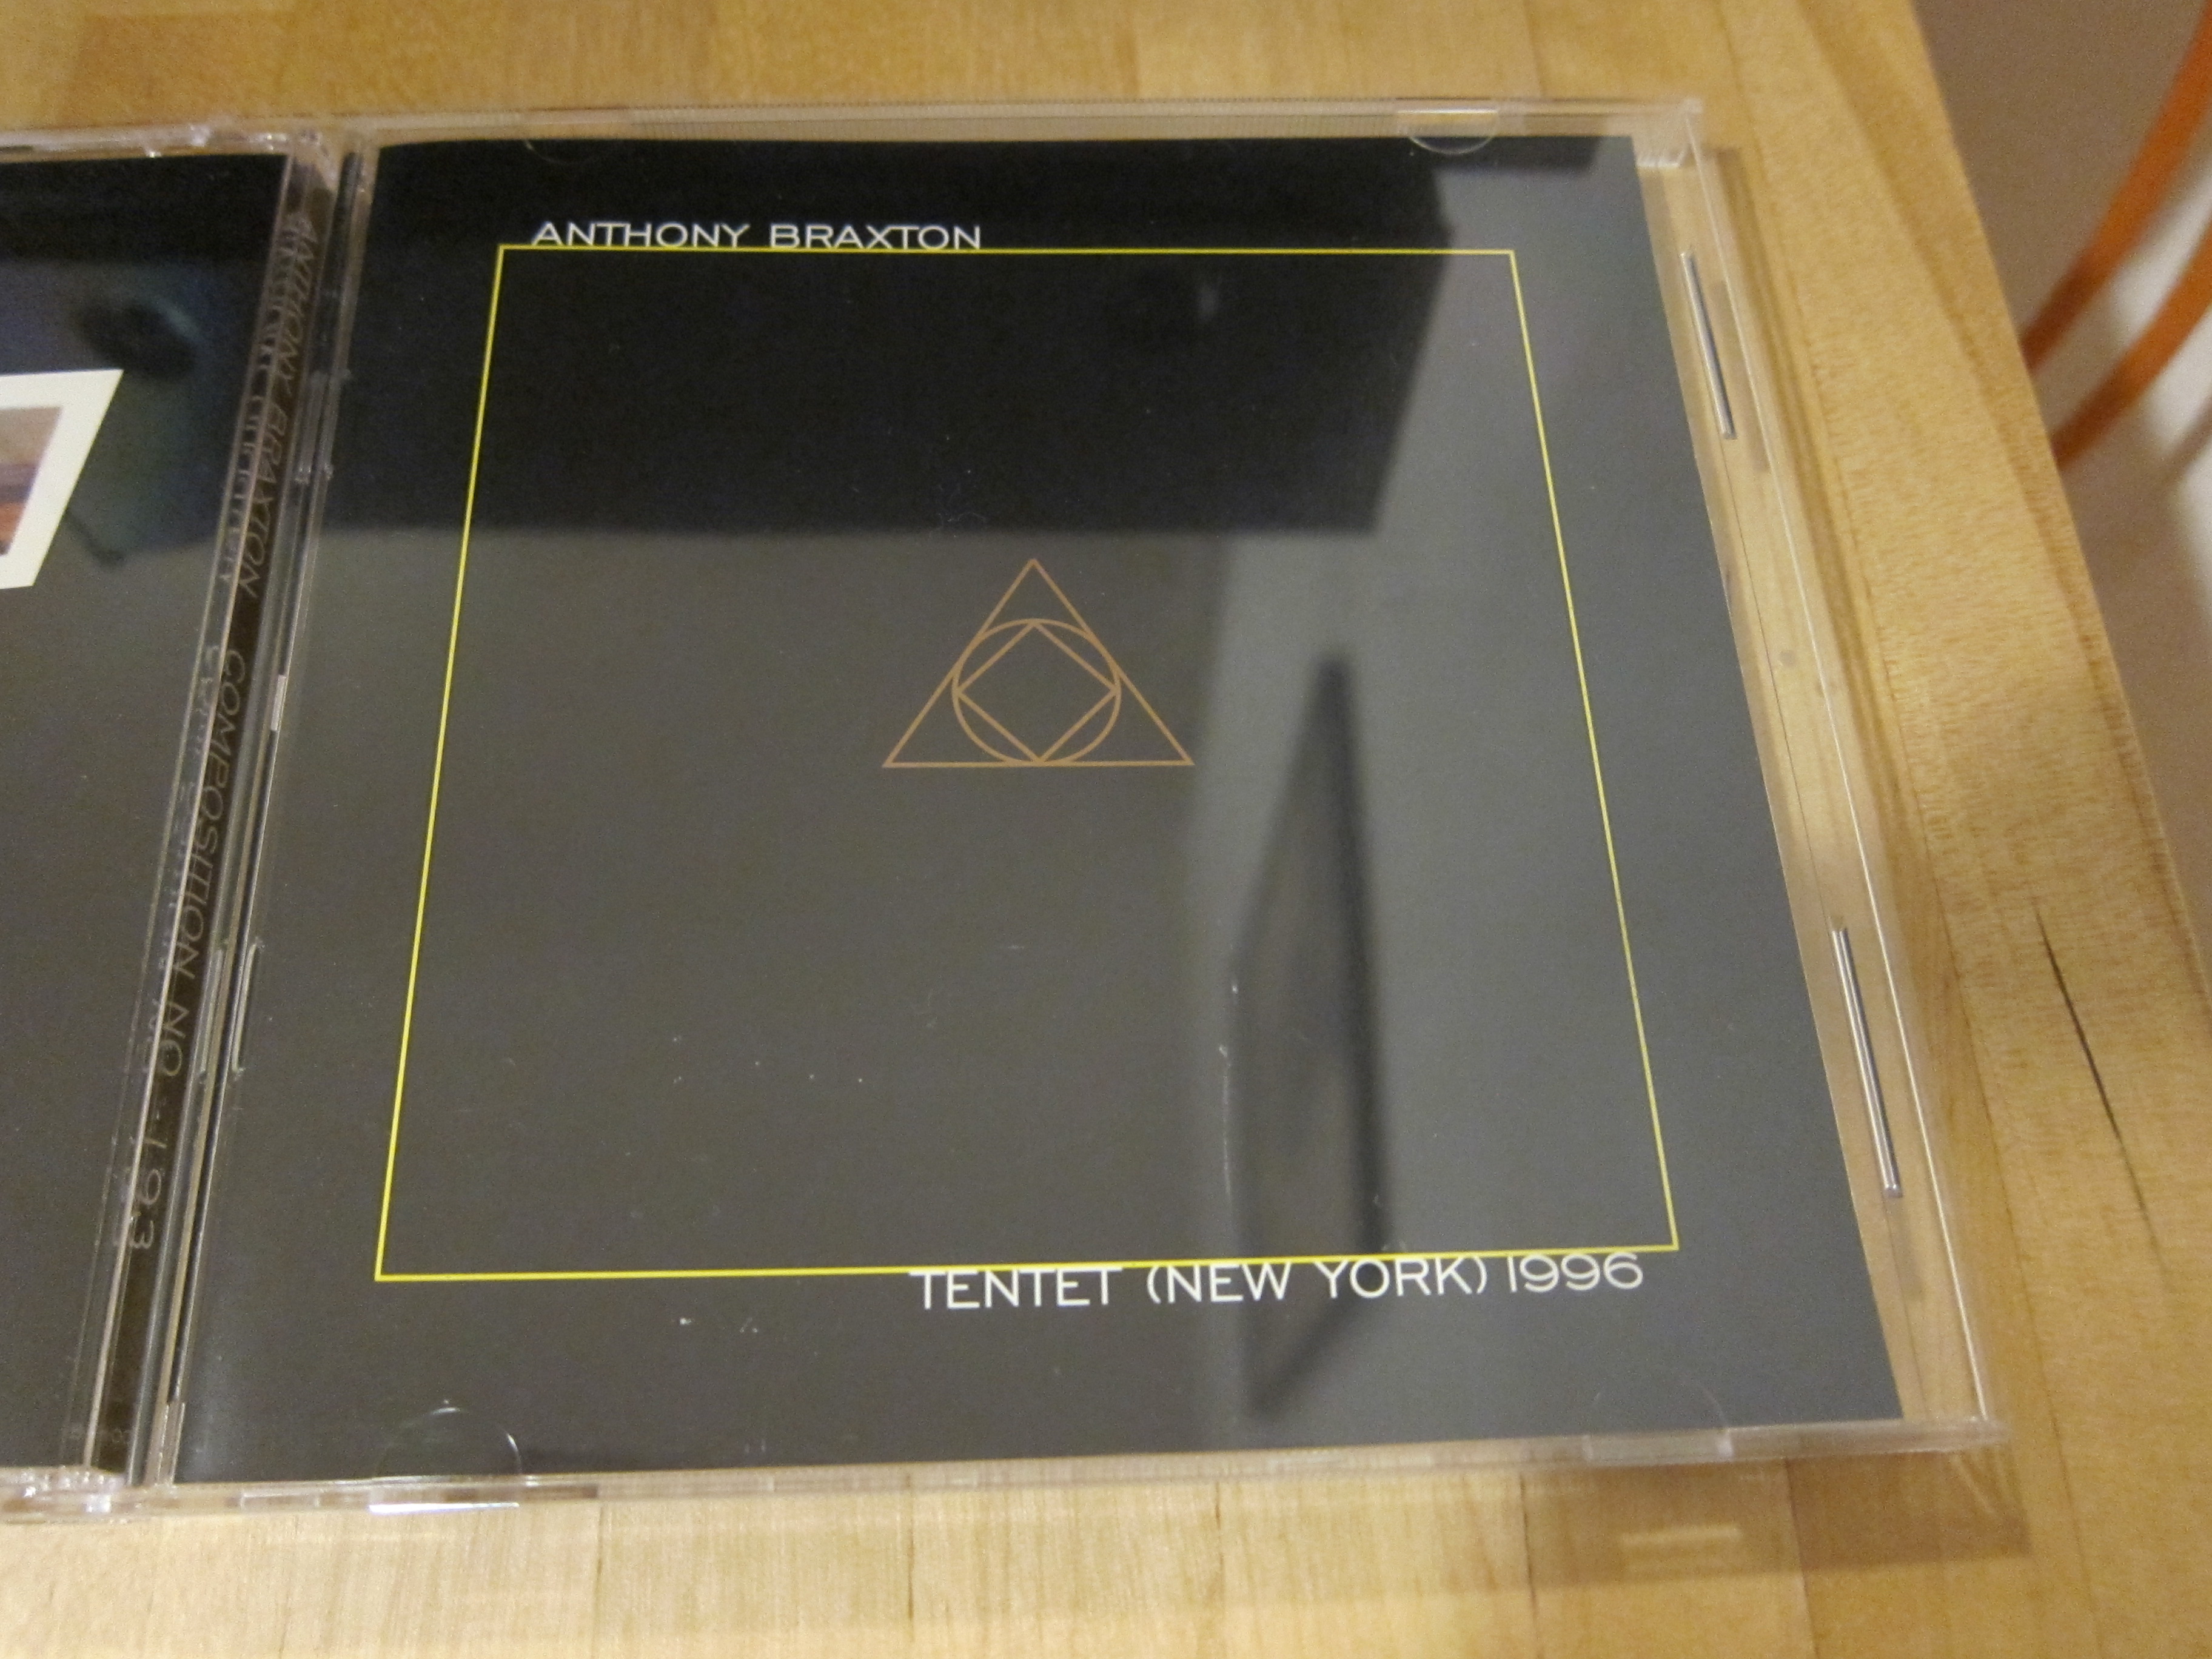 ANTHONY BRAXTON
TENTET (NEW YORK) 1996
ANTHONY BRAXTON COMPOSITION NO. 193